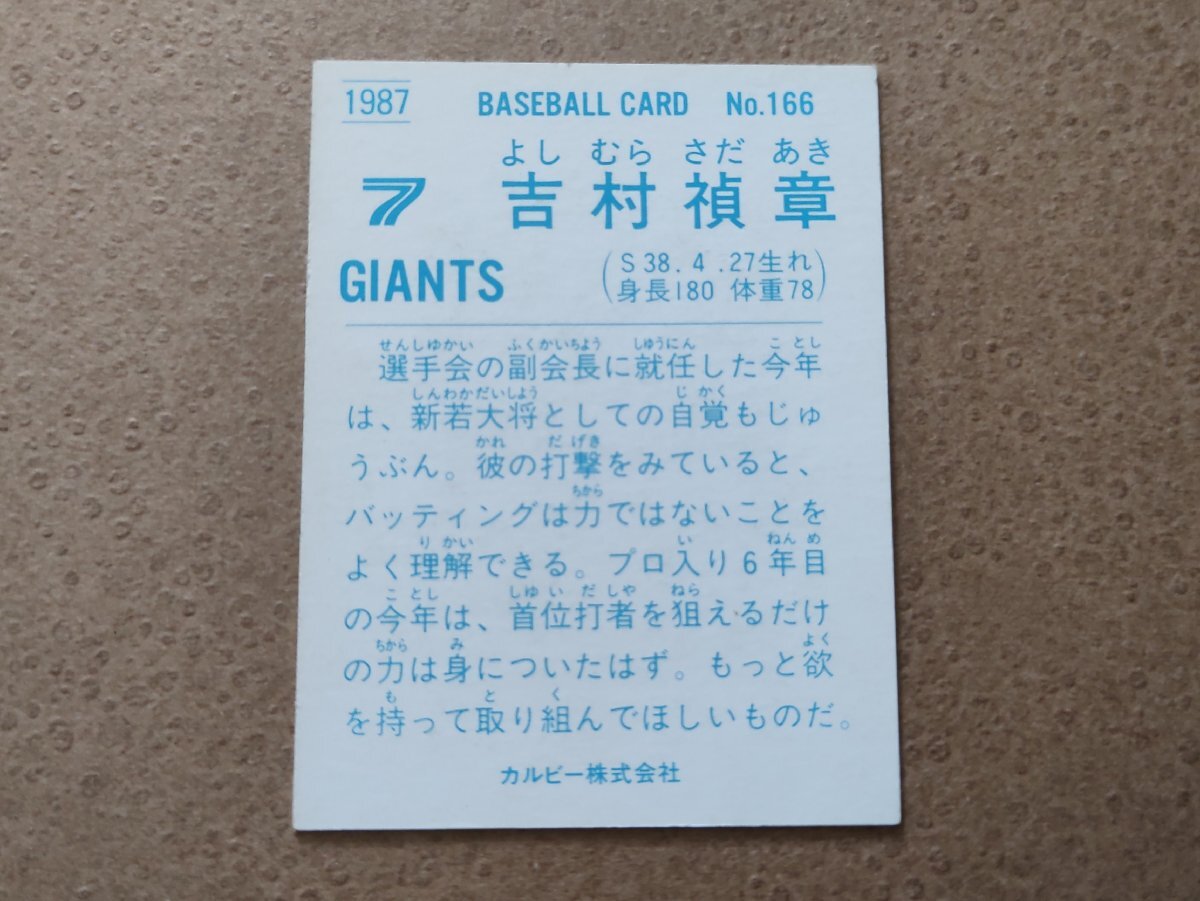 1987 BASEBALL CARD No.166
よし むら さだ あき
7 吉村禎章
GIANTS
(S38.4.27生れ
身長180 体重78)
せんしゆかい ふくかいちよう しゆうにん こ とし
選手会の副会長に就任した今年
しんわかだいしよう じ かく
は、新若大将としての自覚もじゅ
かれ だ げき
うぶん。彼の打撃をみていると、
ちから
バッティングは力ではないことを
り かい い ねん め
よく理解できる。プロ入り6年目
こ とし しゆ い だ しや ねら
の今年は、首位打者を狙えるだけ
ちから み よく
の力は身についたはず。もっと欲
も と く
を持って取り組んでほしいものだ。
カルビー株式会社